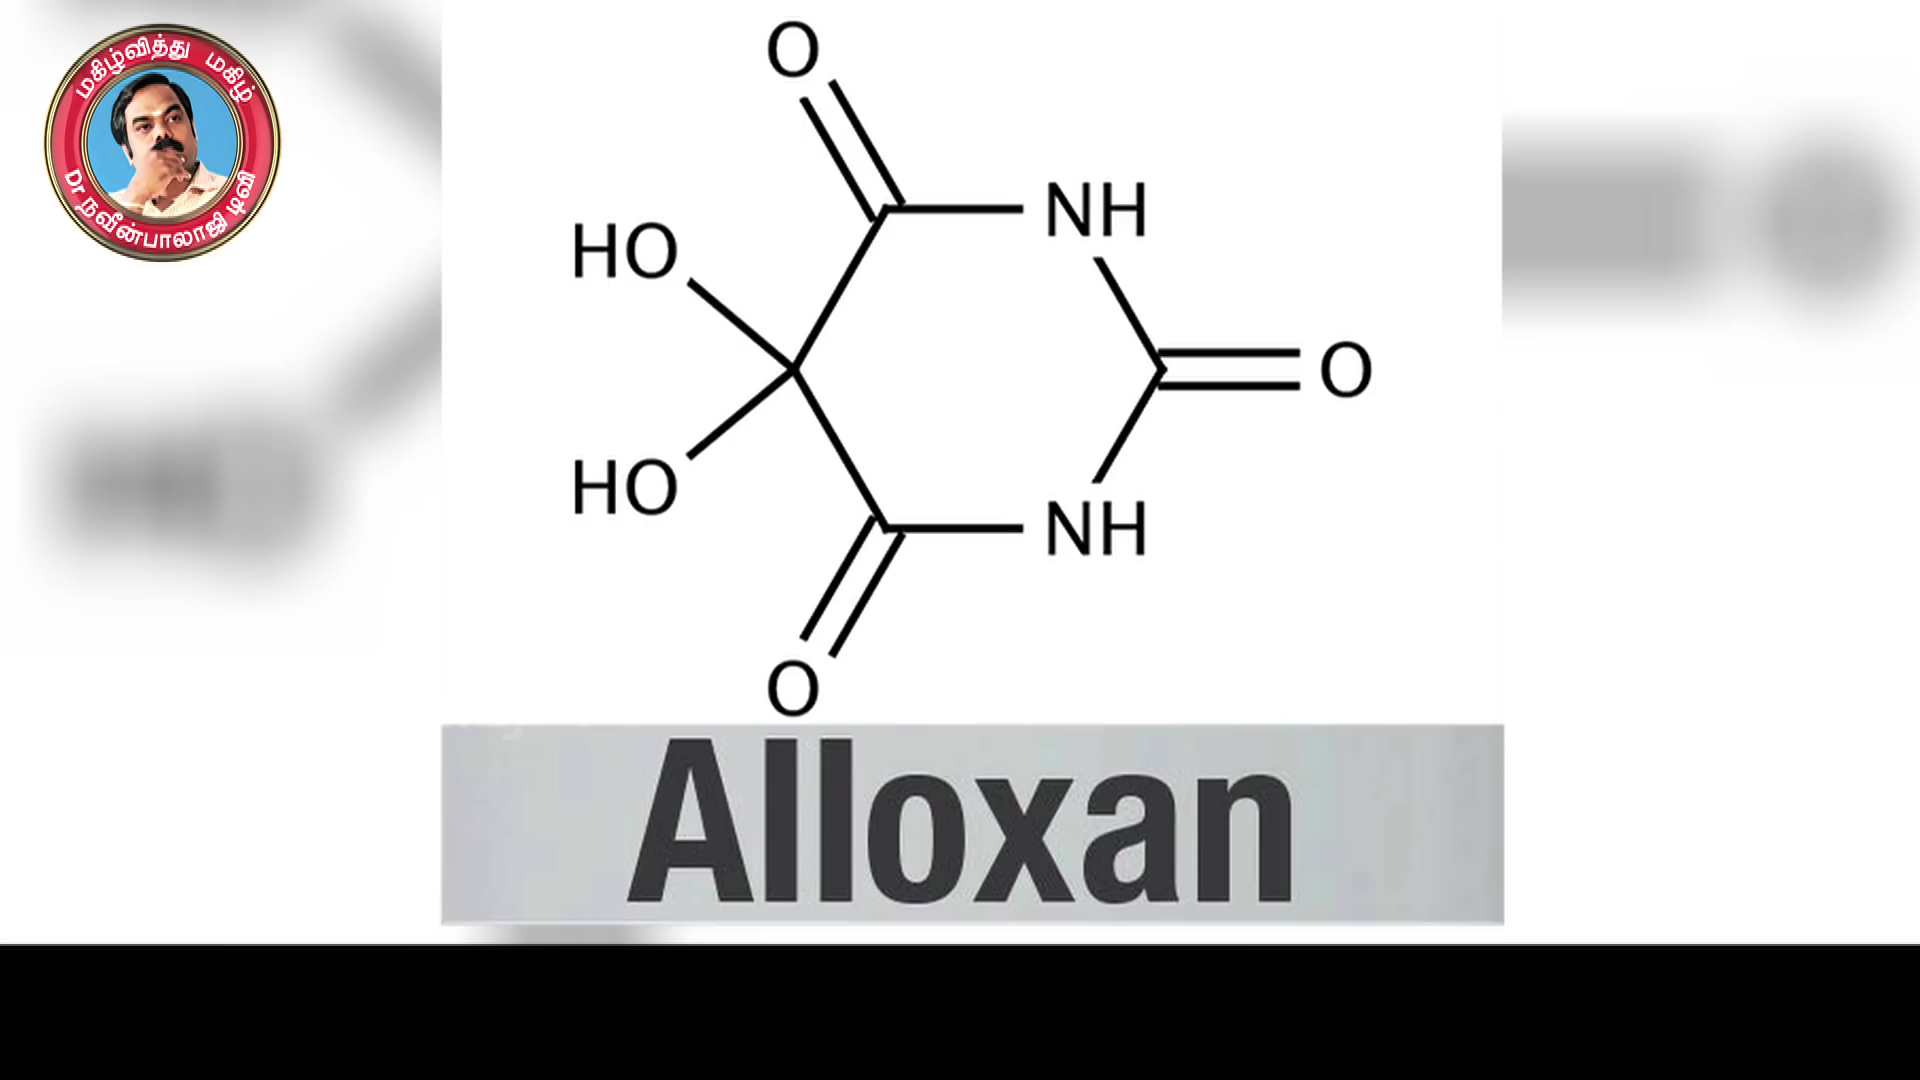 மகிழ்வித்து மகிழ்
Dr நவீன்பாலாஜி டிவி
O
NH
HO
O
HO
NH
O
Alloxan